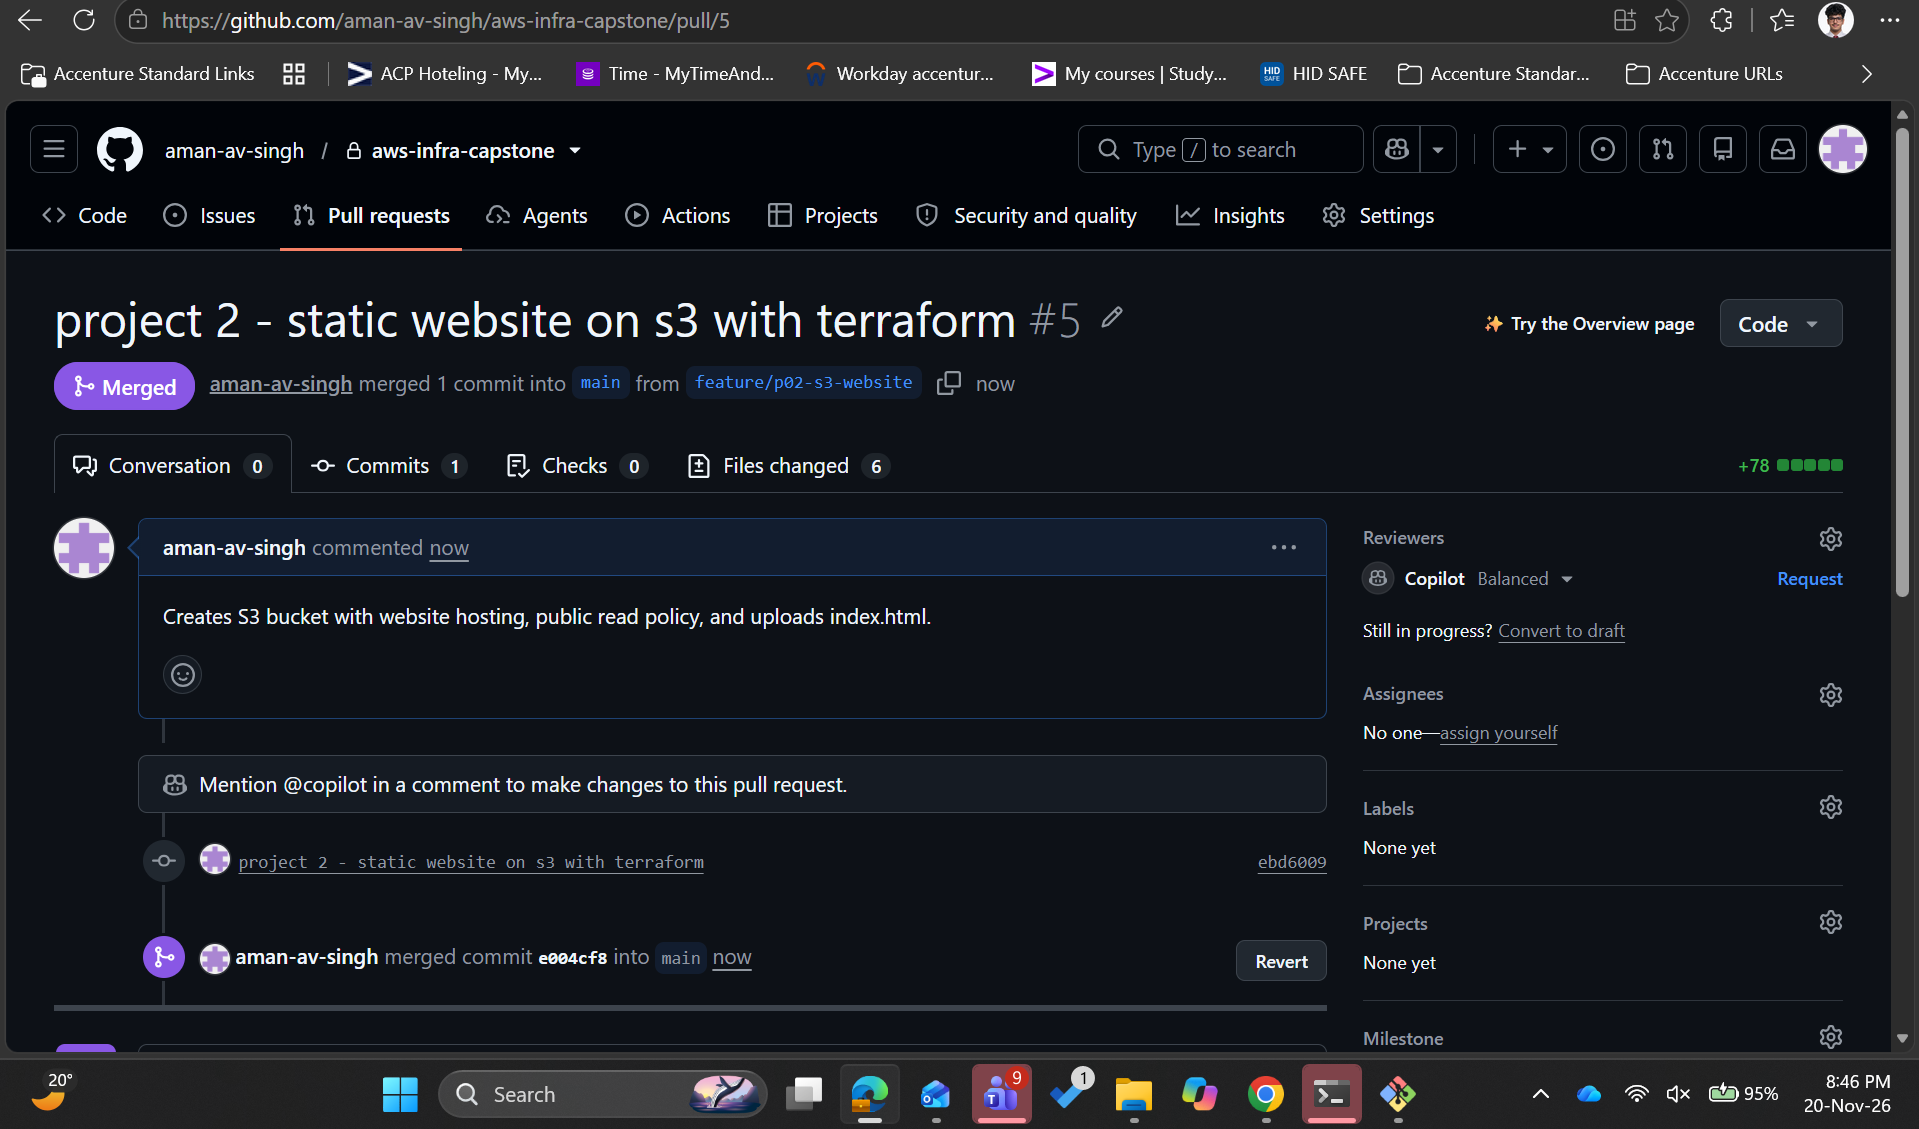 https://github.com/aman-av-singh/aws-infra-capstone/pull/5
Accenture Standard Links
ACP Hoteling - My...
Time - MyTimeAnd...
Workday accentur...
My courses | Study...
HID SAFE
HID SAFE
Accenture Standar...
Accenture URLs
aman-av-singh / aws-infra-capstone
Type / to search
Code
Issues
Pull requests
Agents
Actions
Projects
Security and quality
Insights
Settings
project 2 - static website on s3 with terraform #5
Try the Overview page
Code
Merged
aman-av-singh merged 1 commit into main from feature/p02-s3-website now
Conversation 0
Commits 1
Checks 0
Files changed 6
+78
aman-av-singh commented now
Creates S3 bucket with website hosting, public read policy, and uploads index.html.
Mention @copilot in a comment to make changes to this pull request.
project 2 - static website on s3 with terraform
ebd6009
aman-av-singh merged commit e004cf8 into main now
Revert
Reviewers
Copilot Balanced
Request
Still in progress? Convert to draft
Assignees
No one—assign yourself
Labels
None yet
Projects
None yet
Milestone
20°
Search
9
1
95%
8:46 PM
20-Nov-26